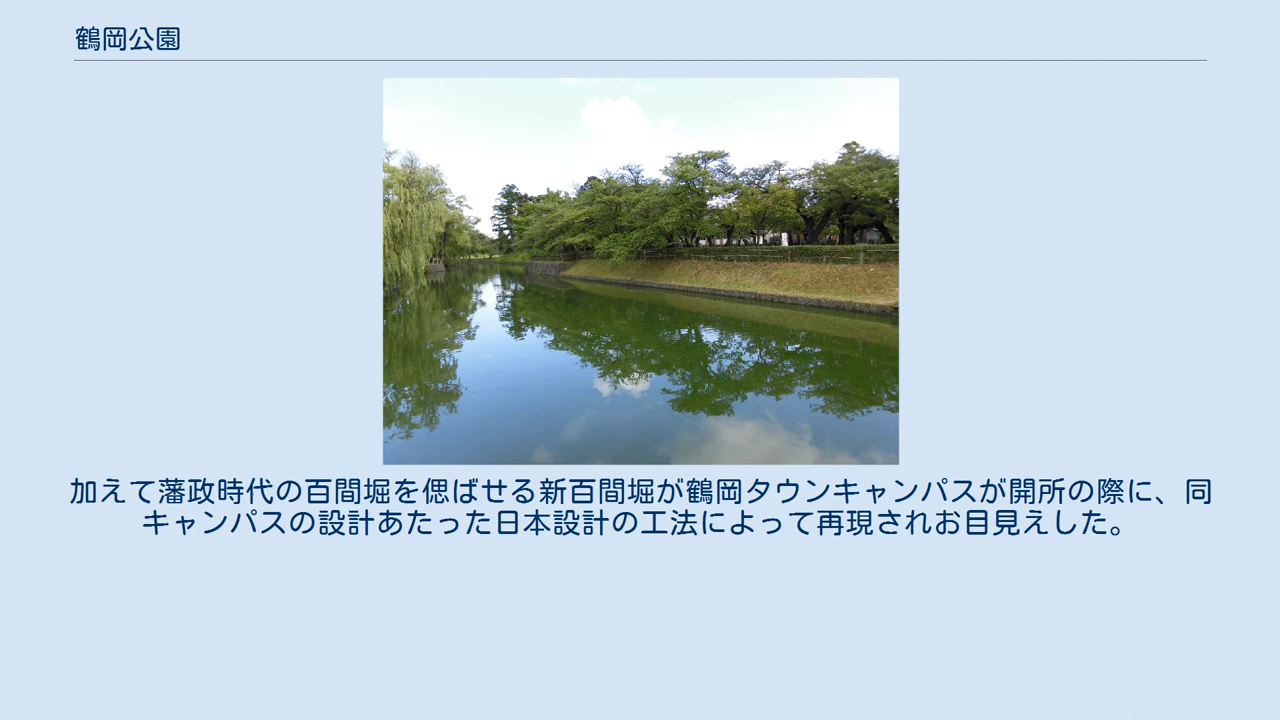 鶴岡公園
加えて藩政時代の百間堀を偲ばせる新百間堀が鶴岡タウンキャンパスが開所の際に、同
キャンパスの設計あたった日本設計の工法によって再現されお目見えした。